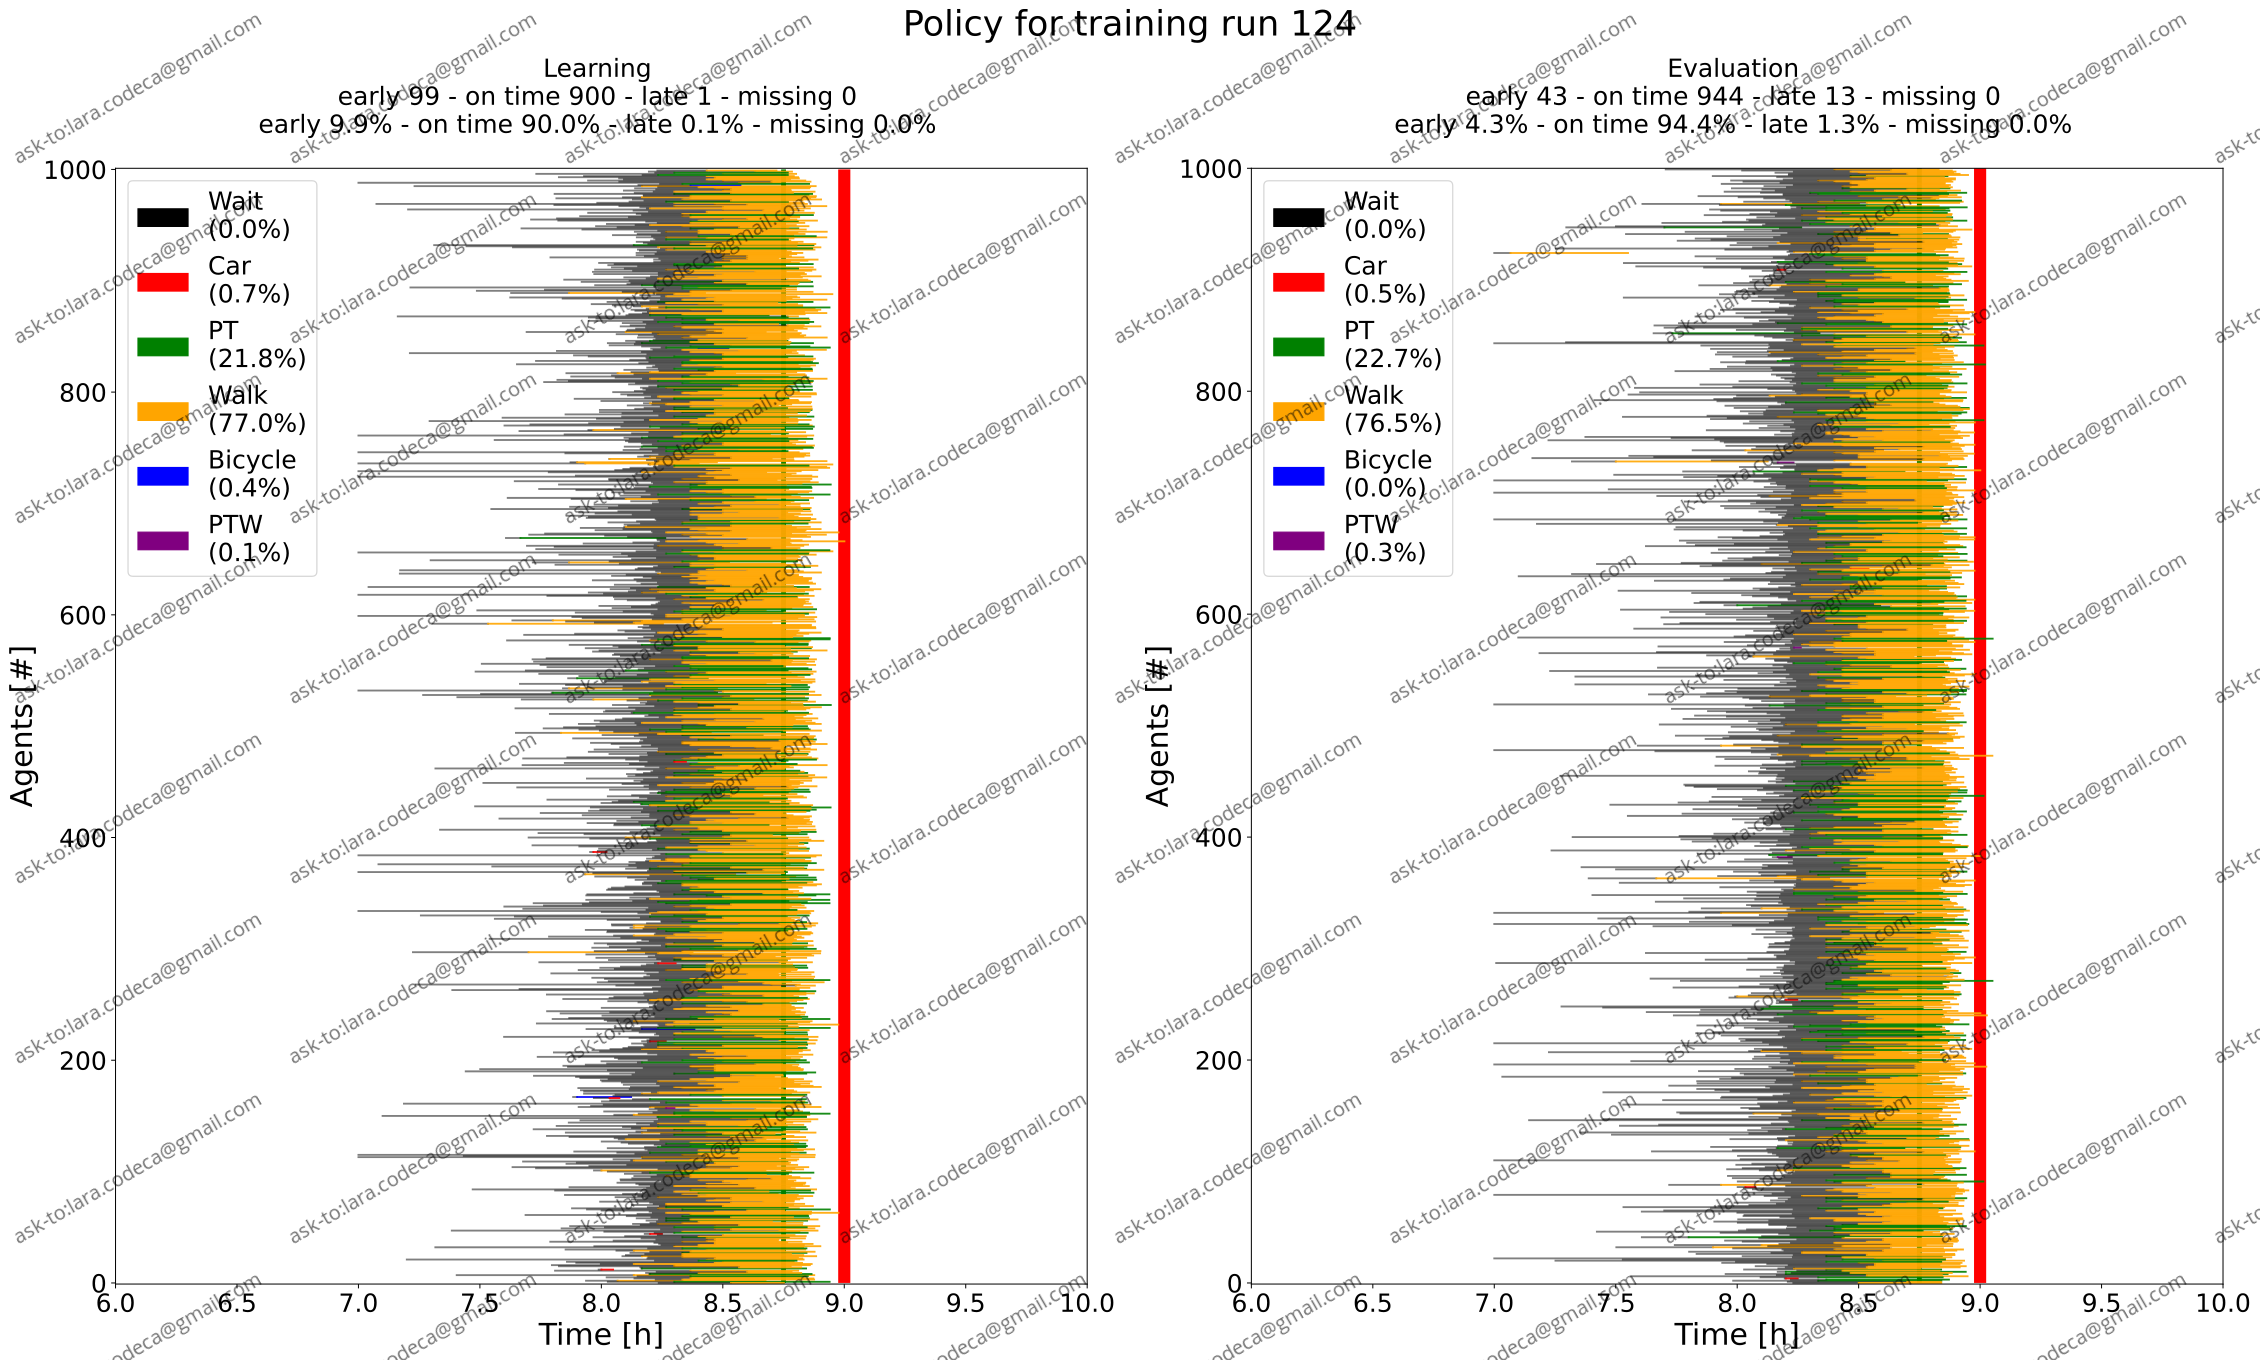 Policy for training run 124
Learning
early 99 - on time 900 - late 1 - missing 0
early 9.9% - on time 90.0% - late 0.1% - missing 0.0%
1000
800
600
400
200
0
Agents [#]
Wait
(0.0%)
Car
(0.7%)
PT
(21.8%)
Walk
(77.0%)
Bicycle
(0.4%)
PTW
(0.1%)
6.0 6.5 7.0 7.5 8.0 8.5 9.0 9.5 10.0
Time [h]
Evaluation
early 43 - on time 944 - late 13 - missing 0
early 4.3% - on time 94.4% - late 1.3% - missing 0.0%
1000
800
600
400
200
0
Agents [#]
Wait
(0.0%)
Car
(0.5%)
PT
(22.7%)
Walk
(76.5%)
Bicycle
(0.0%)
PTW
(0.3%)
6.0 6.5 7.0 7.5 8.0 8.5 9.0 9.5 10.0
Time [h]
ask-to:lara.codeca@gmail.com